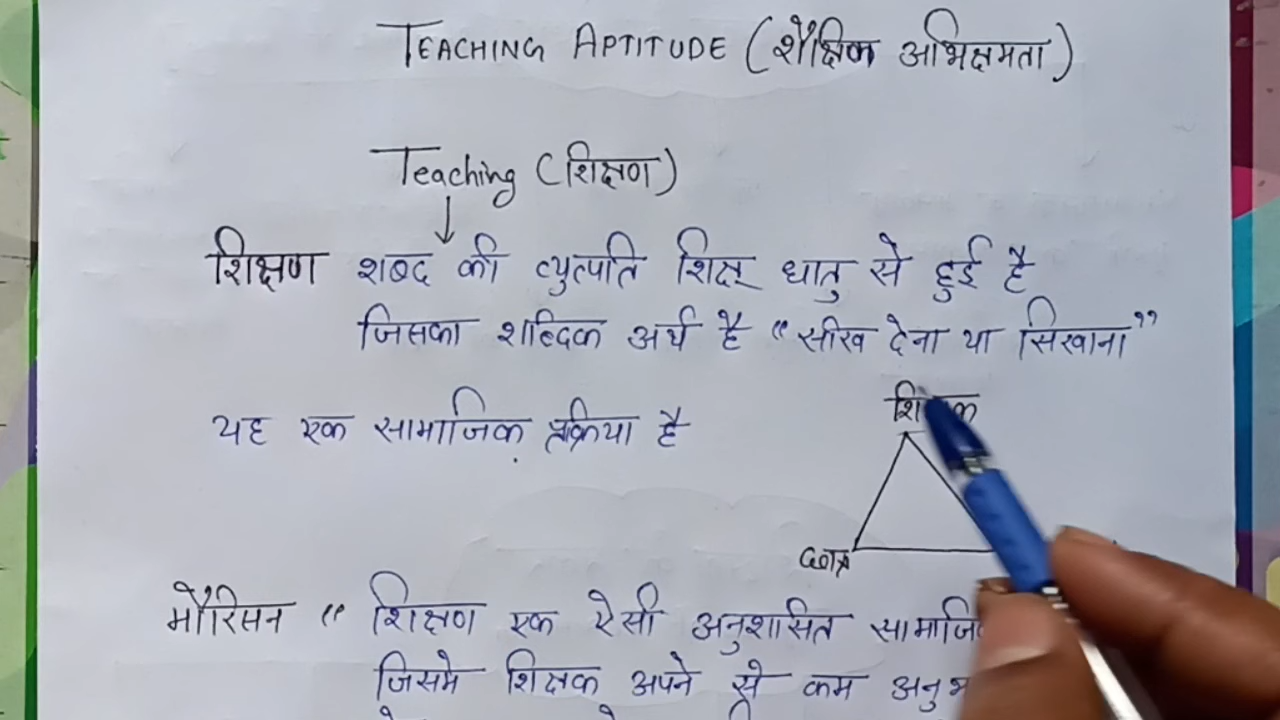 TEACHING APTITUDE (शैक्षिक अभिक्षमता)
Teaching (शिक्षण)
शिक्षण शब्द की व्युत्पति शिक्ष् धातु से हुई है
जिसका शाब्दिक अर्थ है "सीख देना या सिखाना"
यह एक सामाजिक प्रक्रिया है
छात्र
मौरिसन " शिक्षण एक ऐसी अनुशासित
जिसमे शिक्षक अपने से कम